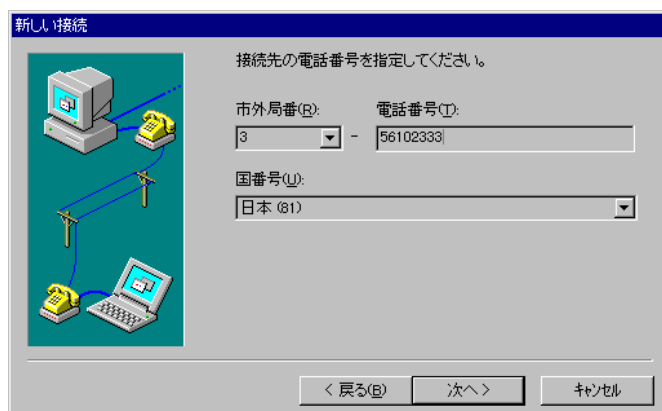 新しい接続
接続先の電話番号を指定してください。
市外局番(R): 電話番号(T):
3 - 56102333
国番号(U):
日本 (81)
< 戻る(B) 次へ > キャンセル